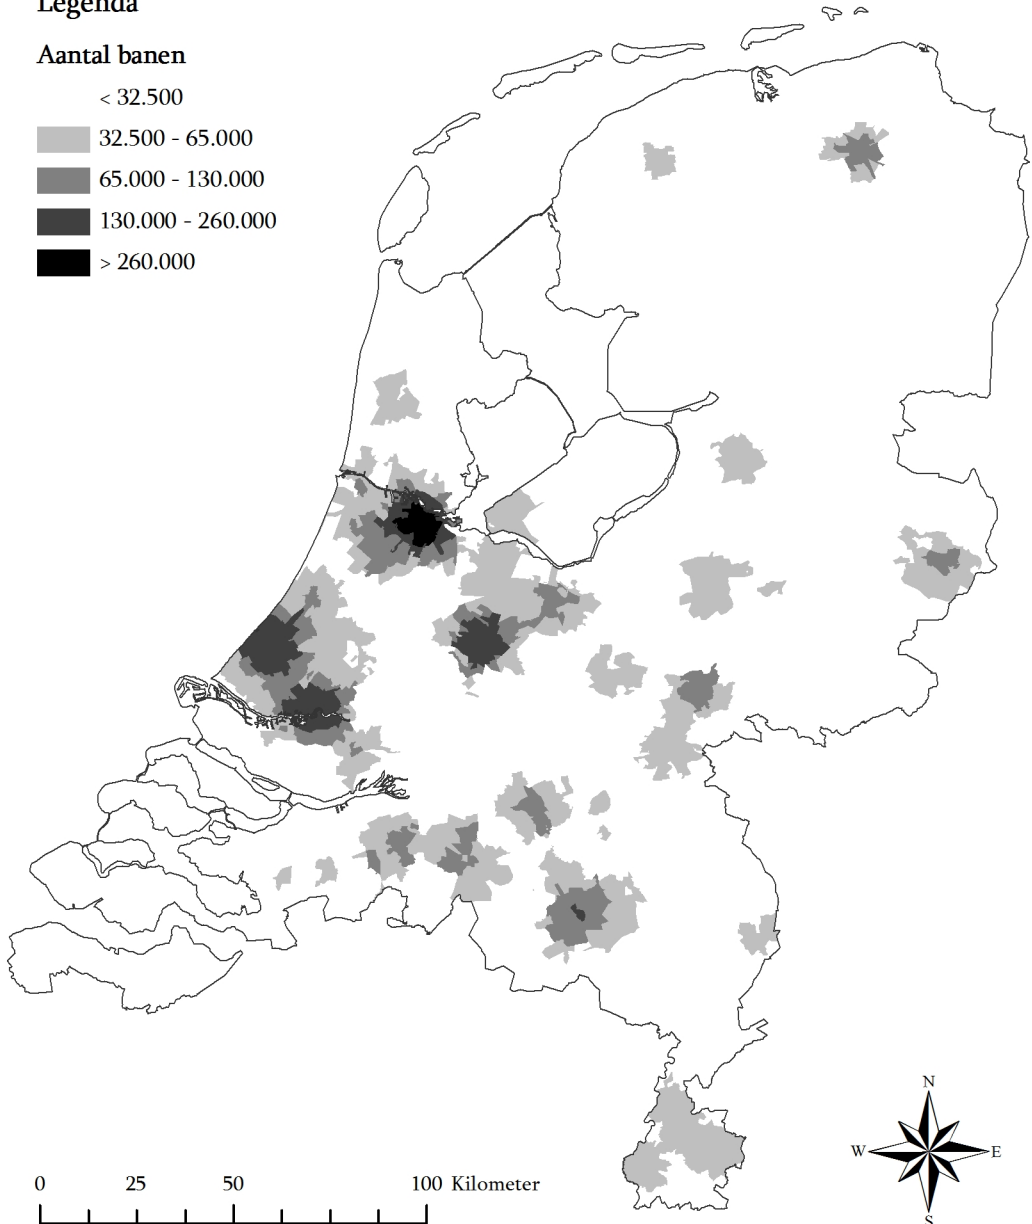 Legenda
Aantal banen
< 32.500
32.500 - 65.000
65.000 - 130.000
130.000 - 260.000
> 260.000
N
W
E
S
0 25 50 100 Kilometer